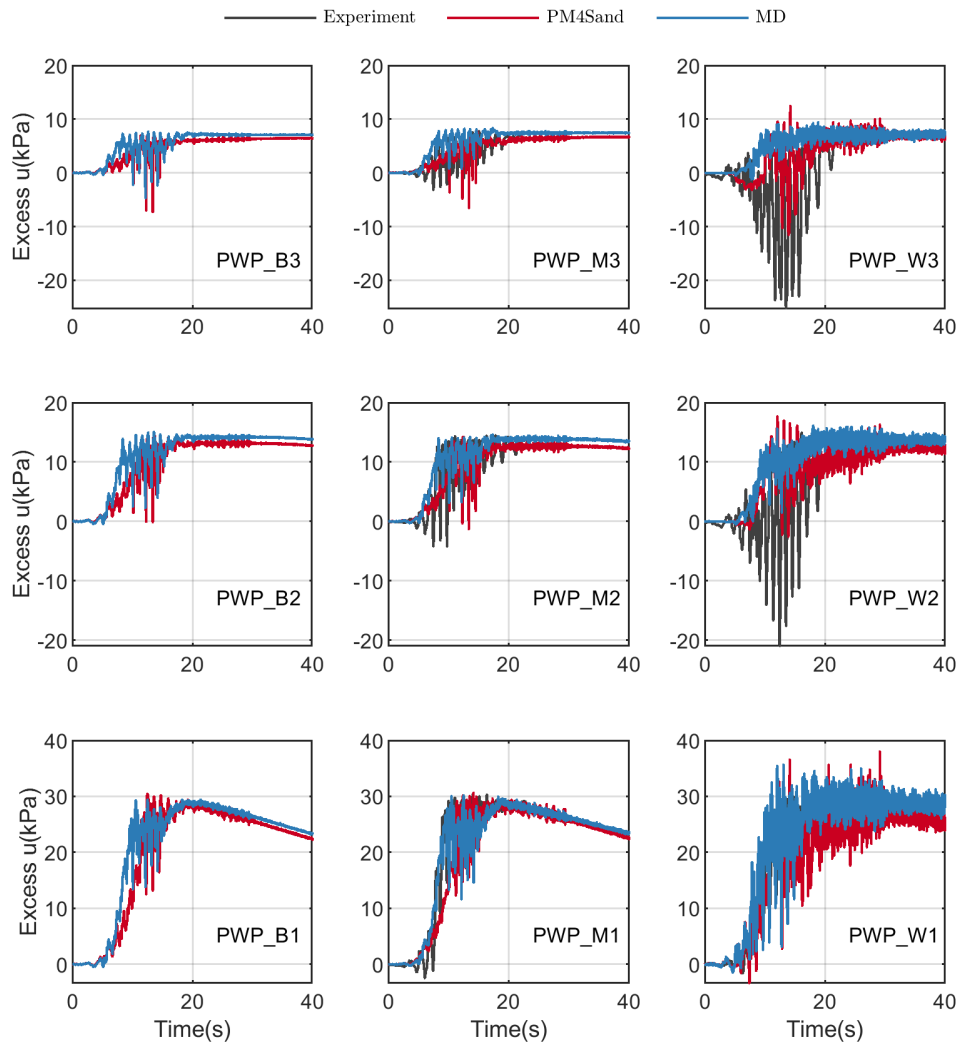 Experiment PM4Sand MD
20 20 20
10 10 10
0 0 0
-10 -10 -10
-20 -20 -20
Excess u(kPa)
PWP_B3 PWP_M3 PWP_W3
0 20 40 0 20 40 0 20 40
20 20 20
10 10 10
0 0 0
-10 -10 -10
-20 -20 -20
Excess u(kPa)
PWP_B2 PWP_M2 PWP_W2
0 20 40 0 20 40 0 20 40
40 40 40
30 30 30
20 20 20
10 10 10
0 0 0
Excess u(kPa)
PWP_B1 PWP_M1 PWP_W1
0 20 40 0 20 40 0 20 40
Time(s) Time(s) Time(s)